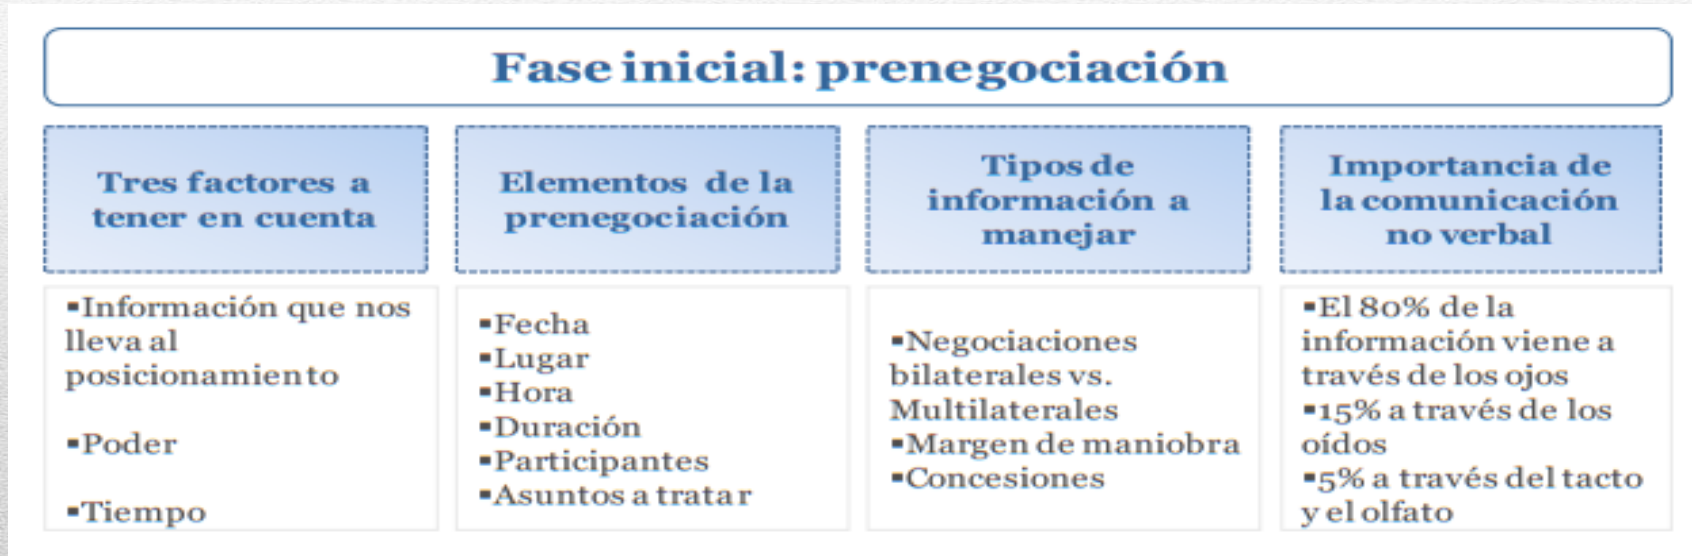 Fase inicial: prenegociación
Tres factores a
tener en cuenta
Elementos de la
prenegociación
Tipos de
información a
manejar
Importancia de
la comunicación
no verbal
▪Información que nos
lleva al
posicionamiento
▪Poder
▪Tiempo
▪Fecha
▪Lugar
▪Hora
▪Duración
▪Participantes
▪Asuntos a tratar
▪Negociaciones
bilaterales vs.
Multilaterales
▪Margen de maniobra
▪Concesiones
▪El 80% de la
información viene a
través de los ojos
▪15% a través de los
oídos
▪5% a través del tacto
y el olfato